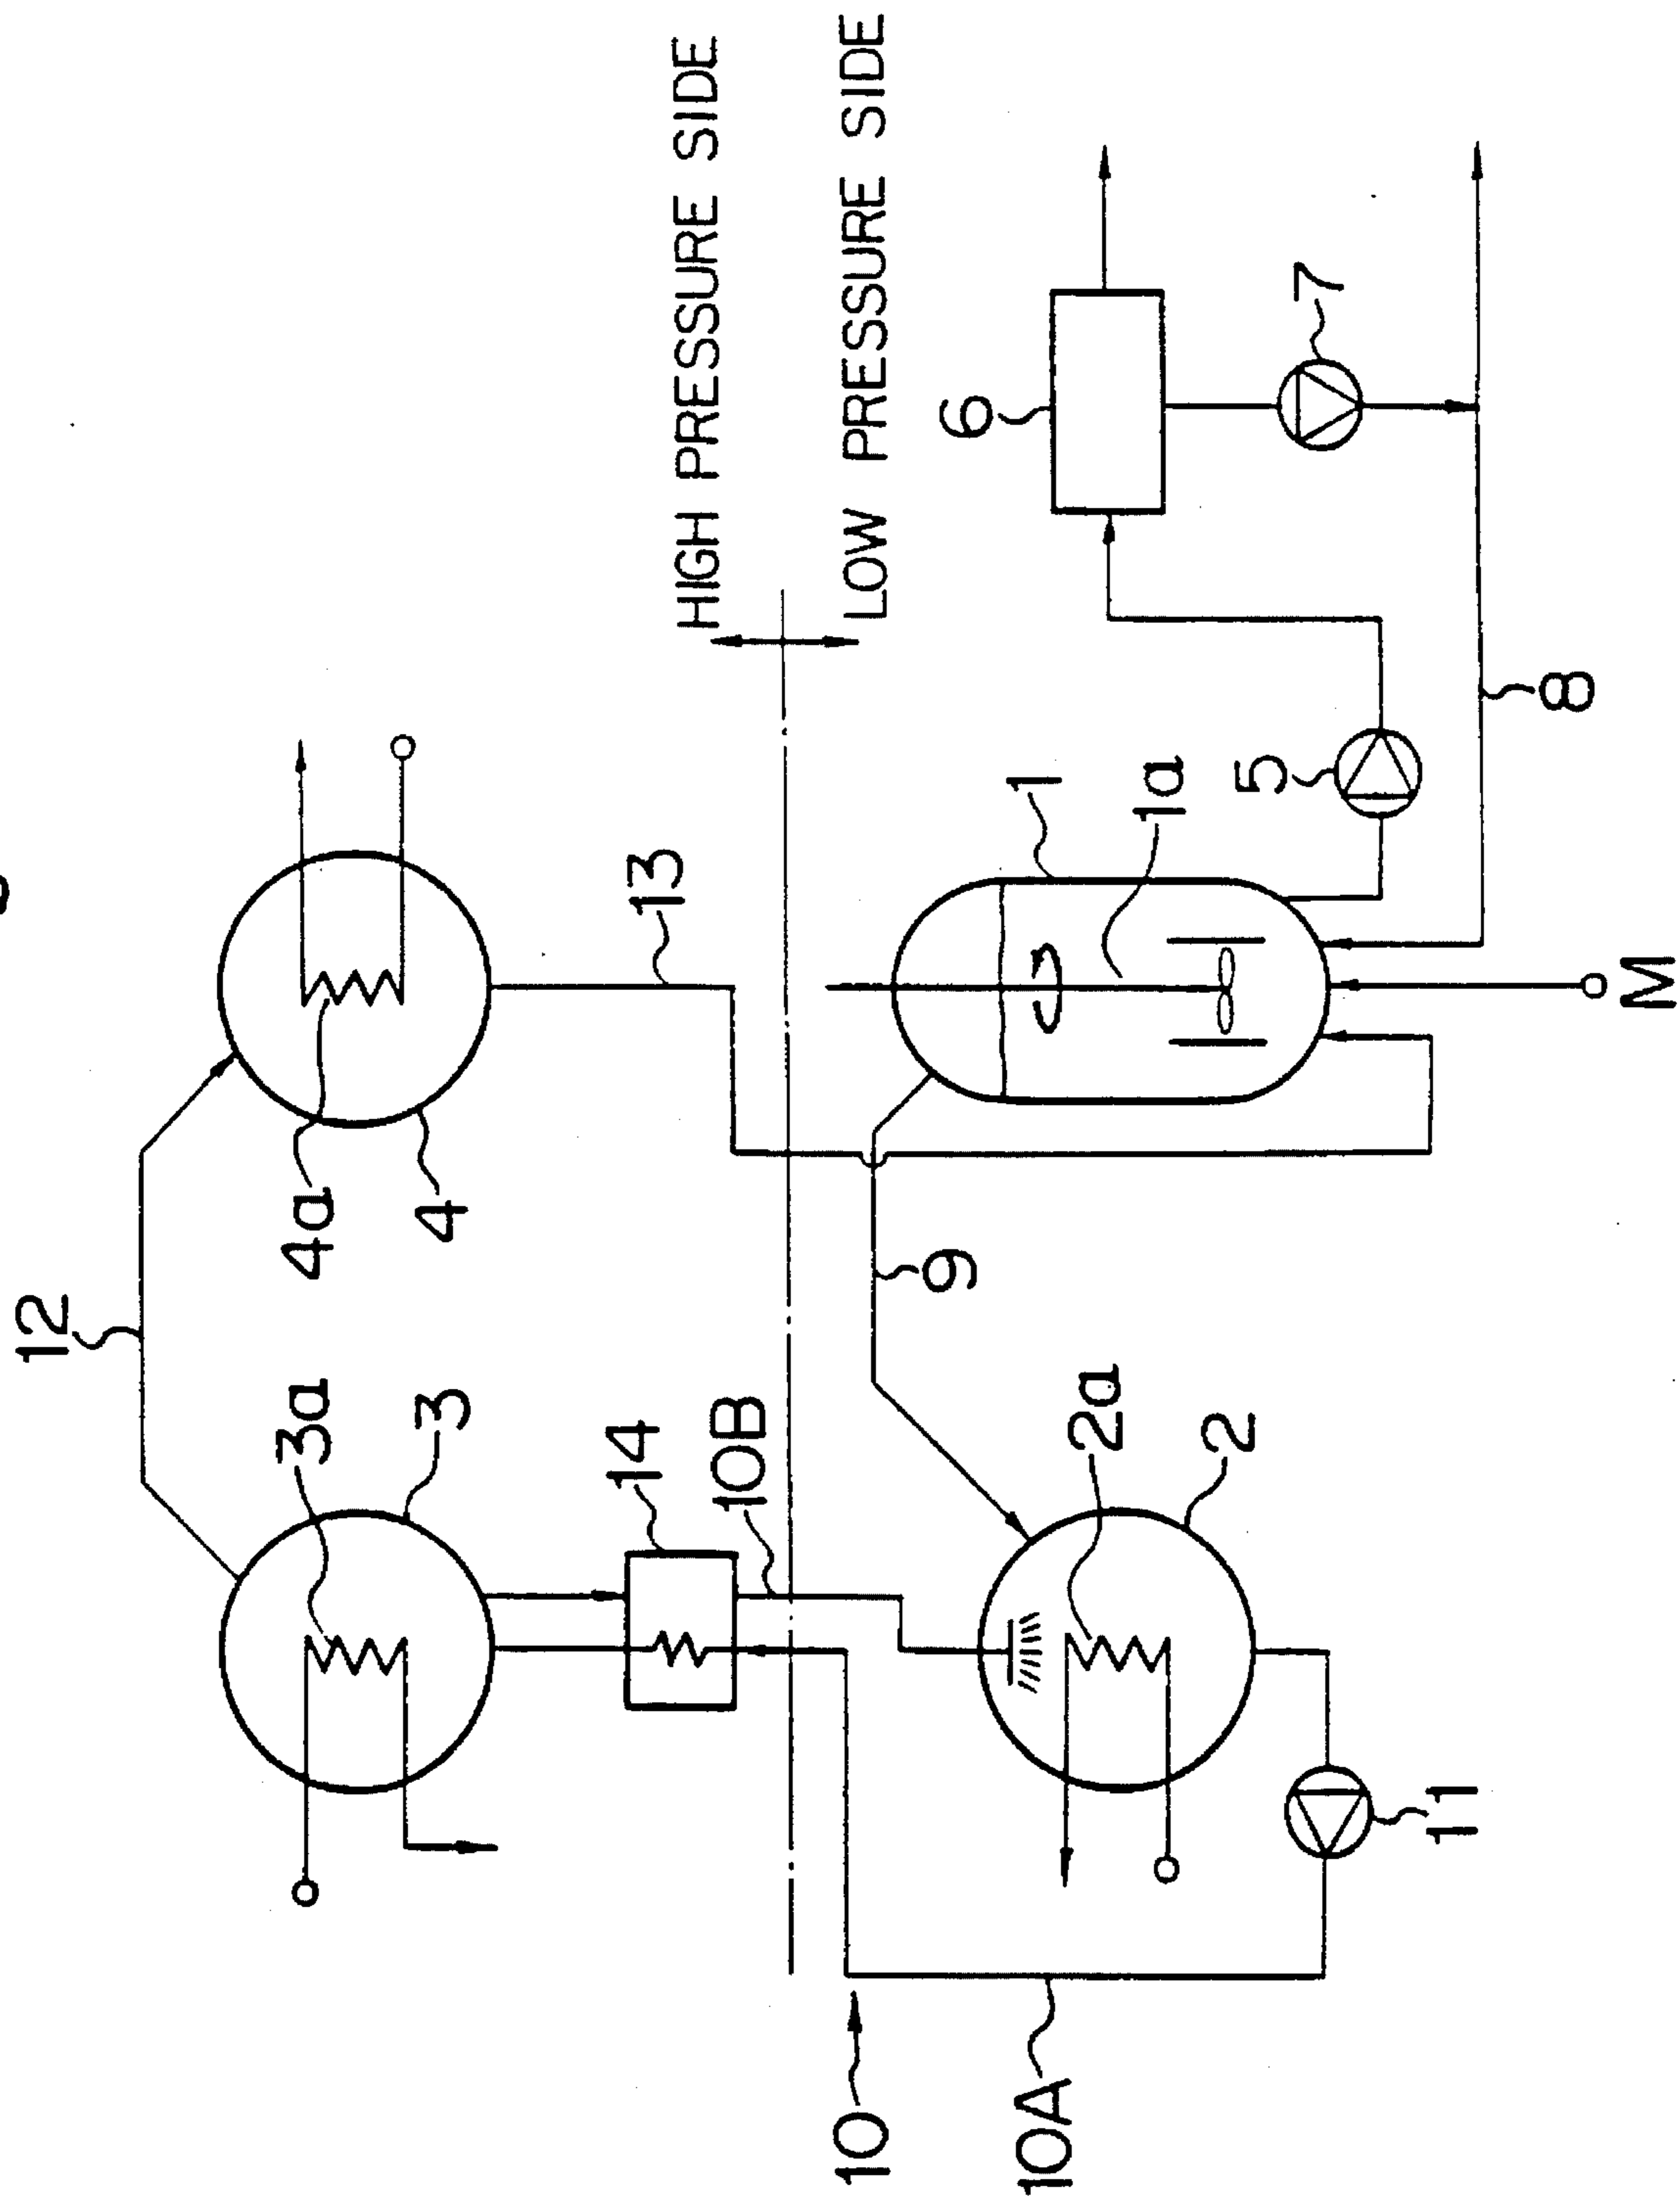 12
3a
3
4a
4
14
10B
13
HIGH PRESSURE SIDE
LOW PRESSURE SIDE
10
10A
9
2a
2
11
1
1a
5
6
7
8
M